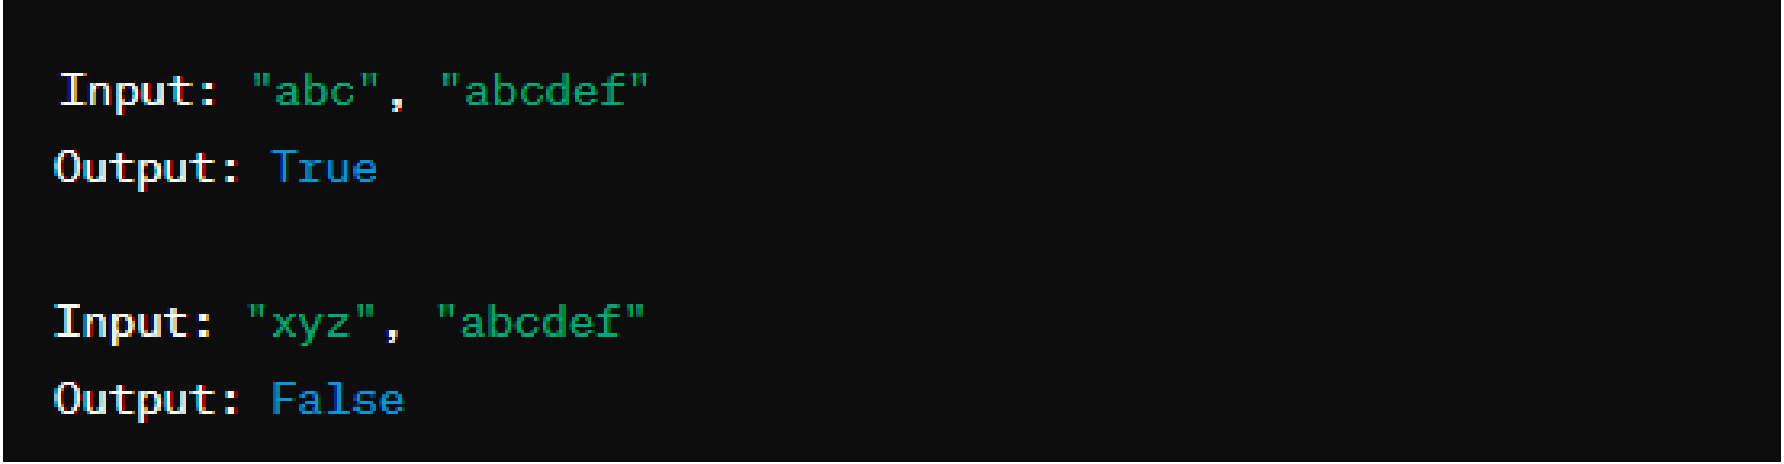 Input: "abc", "abcdef"
Output: True
Input: "xyz", "abcdef"
Output: False